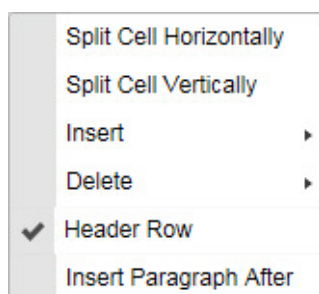 Split Cell Horizontally
Split Cell Vertically
Insert
Delete
Header Row
Insert Paragraph After